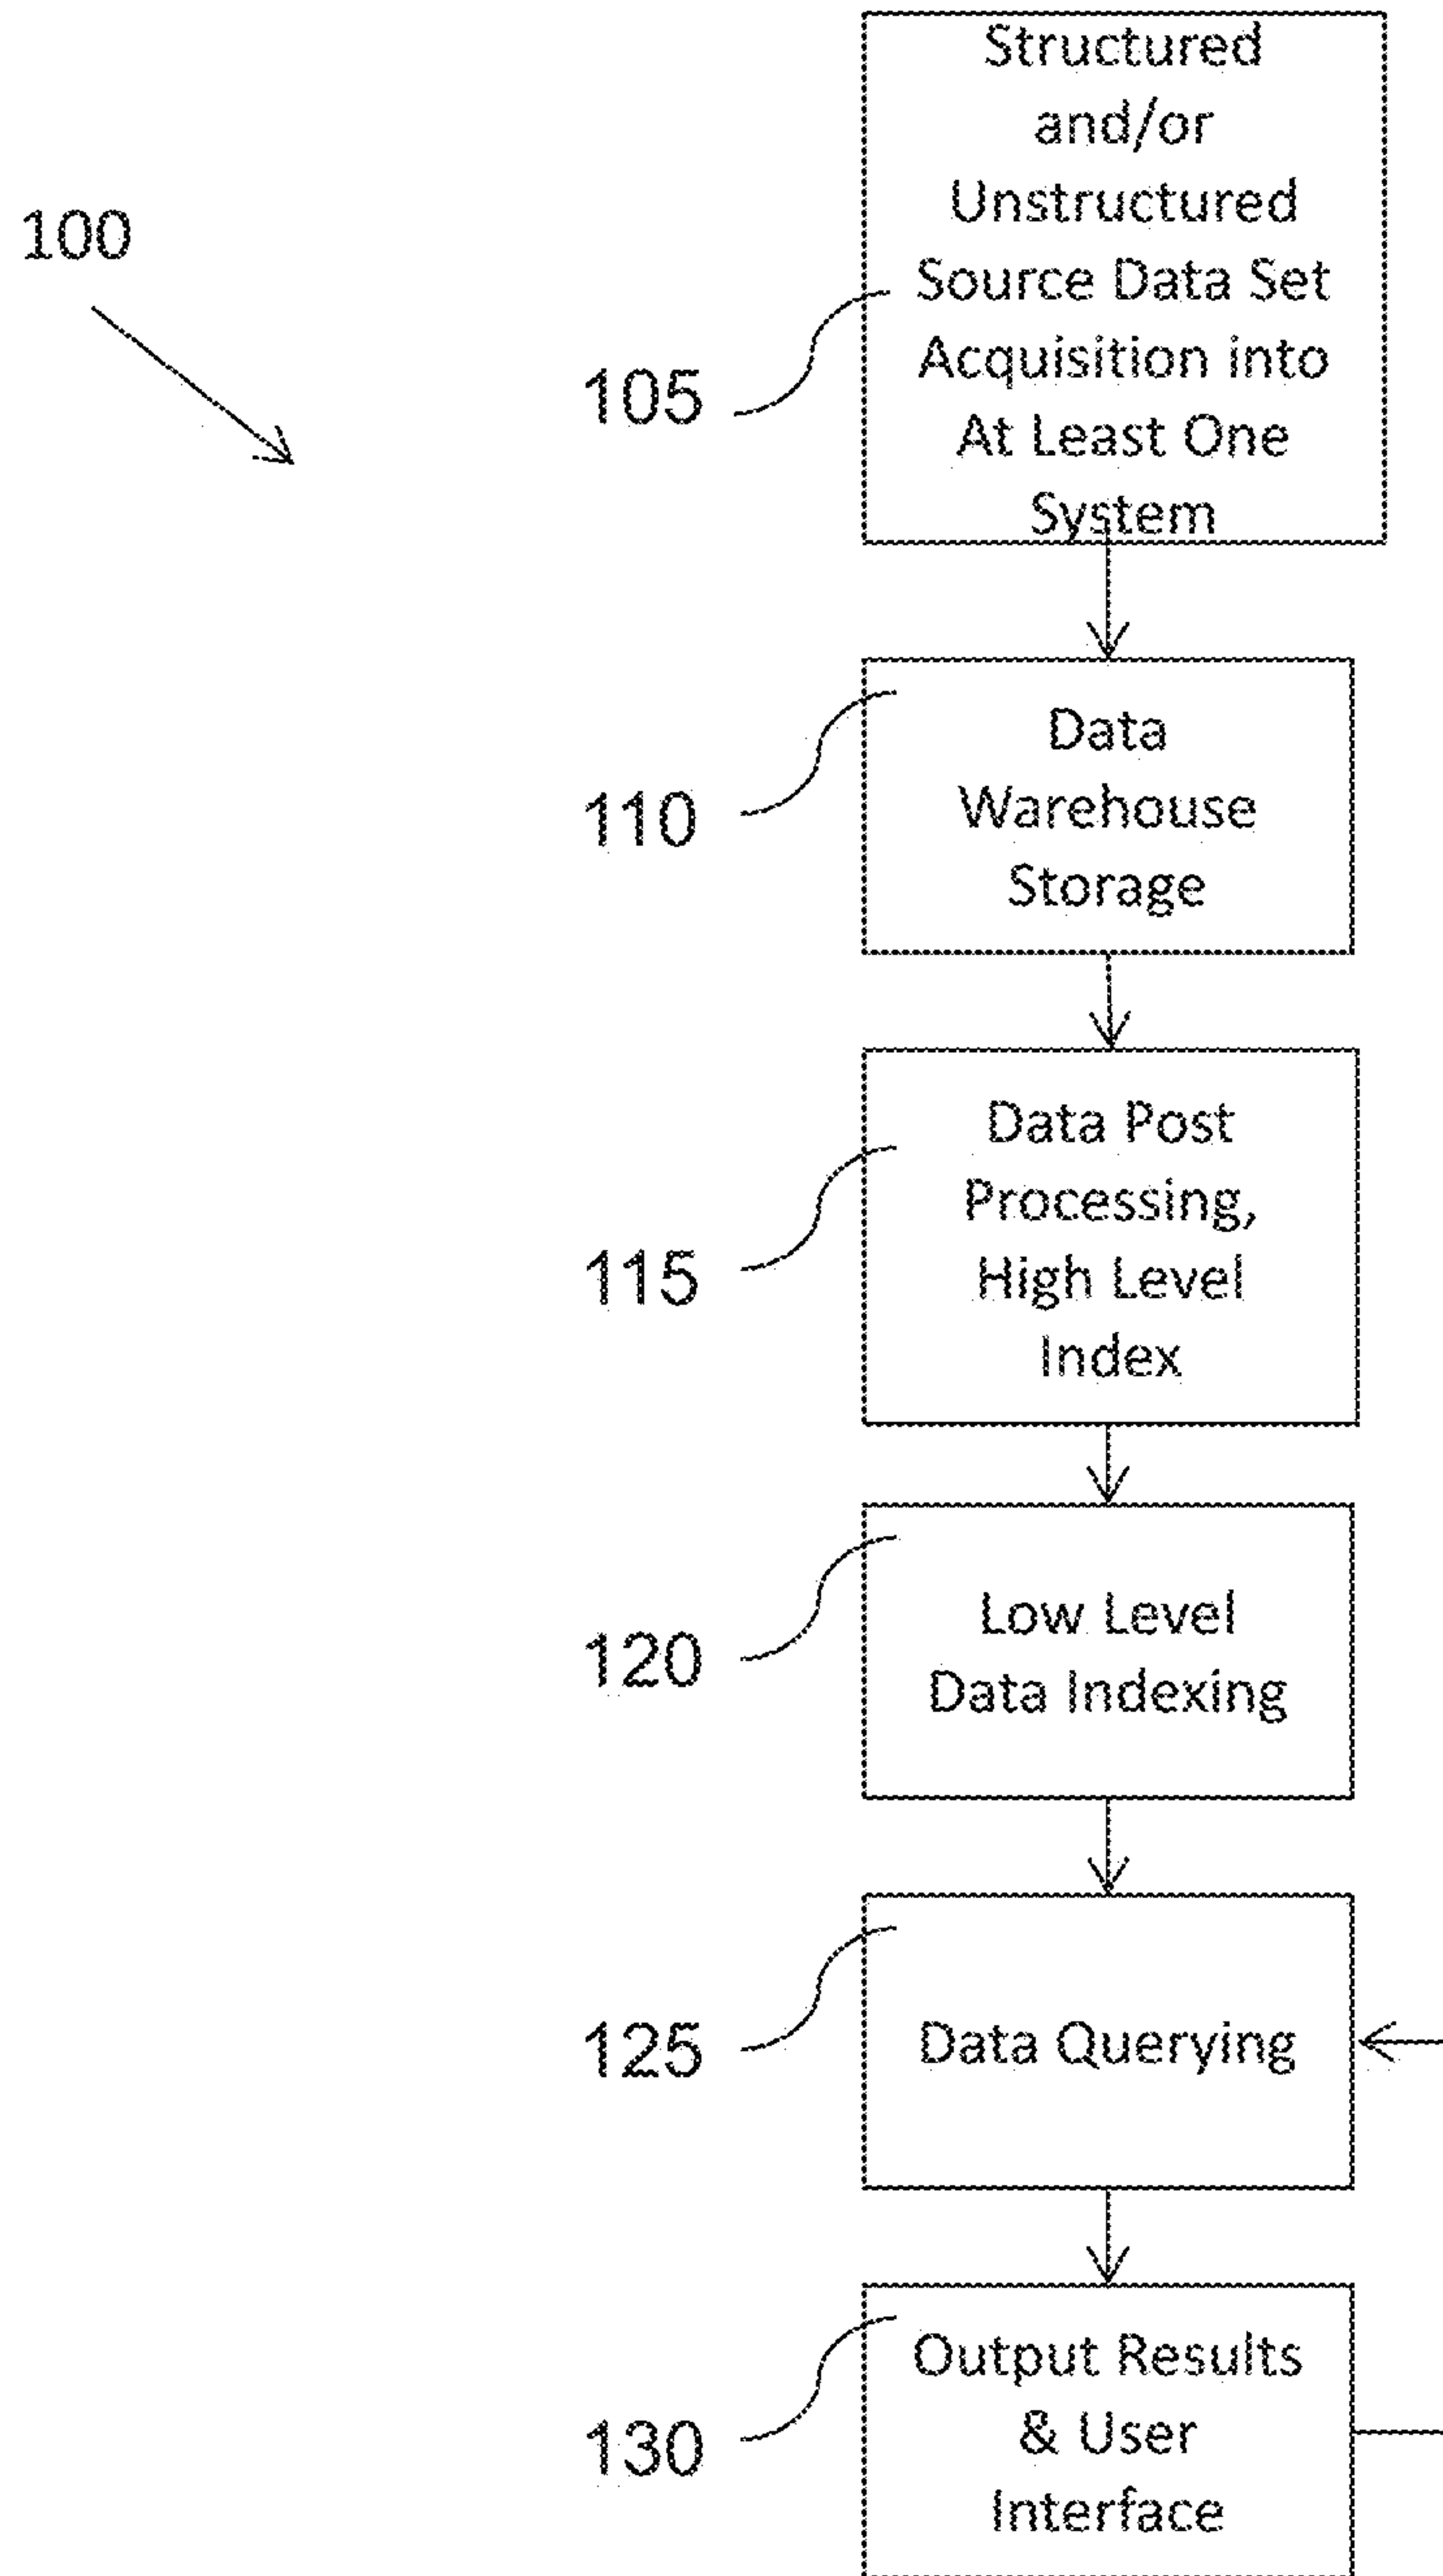 100
Structured
and/or
Unstructured
Source Data Set
Acquisition into
At Least One
System
105
Data
Warehouse
Storage
110
Data Post
Processing,
High Level
Index
115
Low Level
Data Indexing
120
Data Querying
125
Output Results
& User
Interface
130